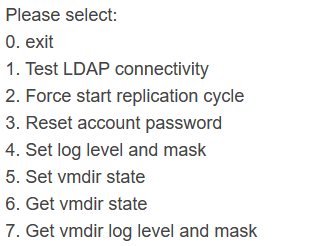 Please select:
0. exit
1. Test LDAP connectivity
2. Force start replication cycle
3. Reset account password
4. Set log level and mask
5. Set vmdir state
6. Get vmdir state
7. Get vmdir log level and mask